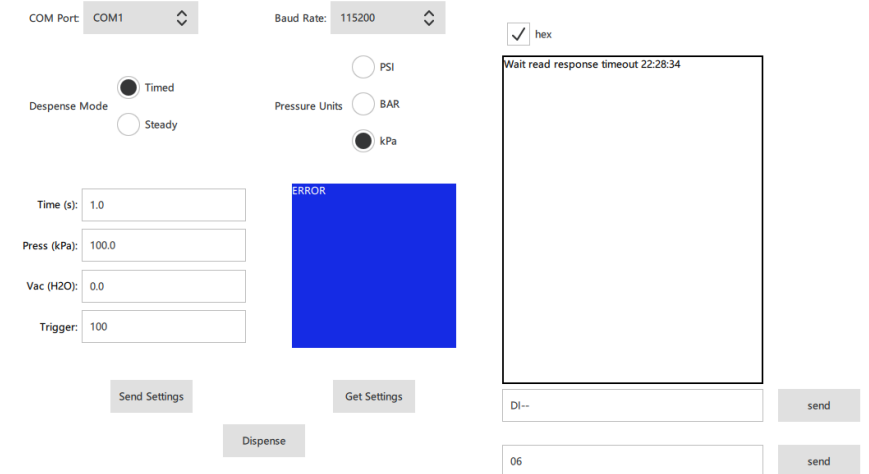 COM Port: COM1
Baud Rate: 115200
hex
Wait read response timeout 22:28:34
Despense Mode
Timed
Steady
Pressure Units
PSI
BAR
kPa
Time (s): 1.0
Press (kPa): 100.0
Vac (H2O): 0.0
Trigger: 100
ERROR
Send Settings
Get Settings
Dispense
DI--
send
06
send